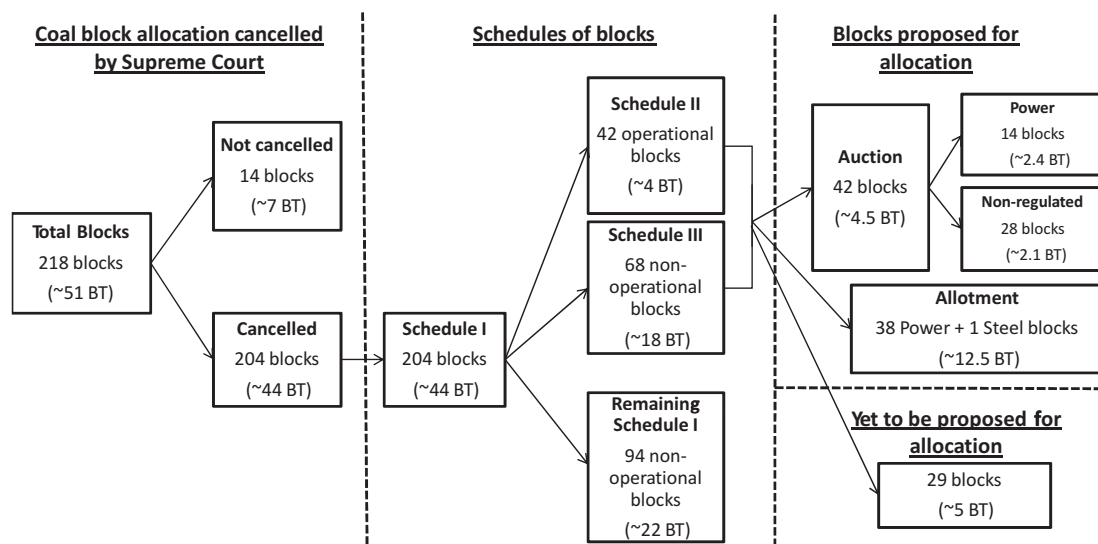 Coal block allocation cancelled
by Supreme Court
Total Blocks
218 blocks
(~51 BT)
Not cancelled
14 blocks
(~7 BT)
Cancelled
204 blocks
(~44 BT)
Schedules of blocks
Schedule I
204 blocks
(~44 BT)
Schedule II
42 operational
blocks
(~4 BT)
Schedule III
68 non-
operational
blocks
(~18 BT)
Remaining
Schedule I
94 non-
operational
blocks
(~22 BT)
Blocks proposed for
allocation
Auction
42 blocks
(~4.5 BT)
Power
14 blocks
(~2.4 BT)
Non-regulated
28 blocks
(~2.1 BT)
Allotment
38 Power + 1 Steel blocks
(~12.5 BT)
Yet to be proposed for
allocation
29 blocks
(~5 BT)